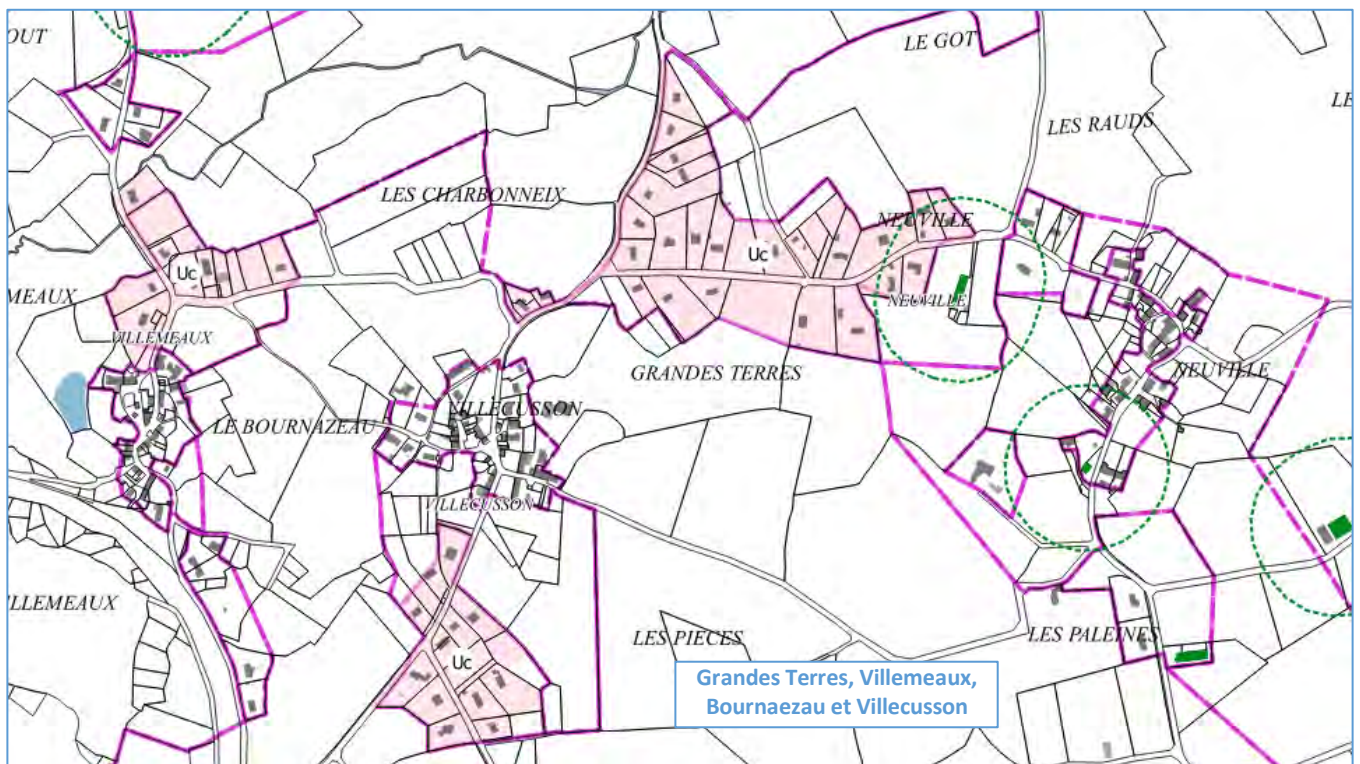 OUT
LE GOT
LE
LES RAUDS
LES CHARBONNEIX
NEUVILLE
Uc
Uc
MEAUX
NEUVILLE
VILLEMEAUX
GRANDES TERRES
NEUVILLE
VILLECUSSON
LE BOURNAZEAU
VILLECUSSON
ILLEMEAUX
LES PIECES
LES PALEINES
Uc
Grandes Terres, Villemeaux,
Bournaezau et Villecusson